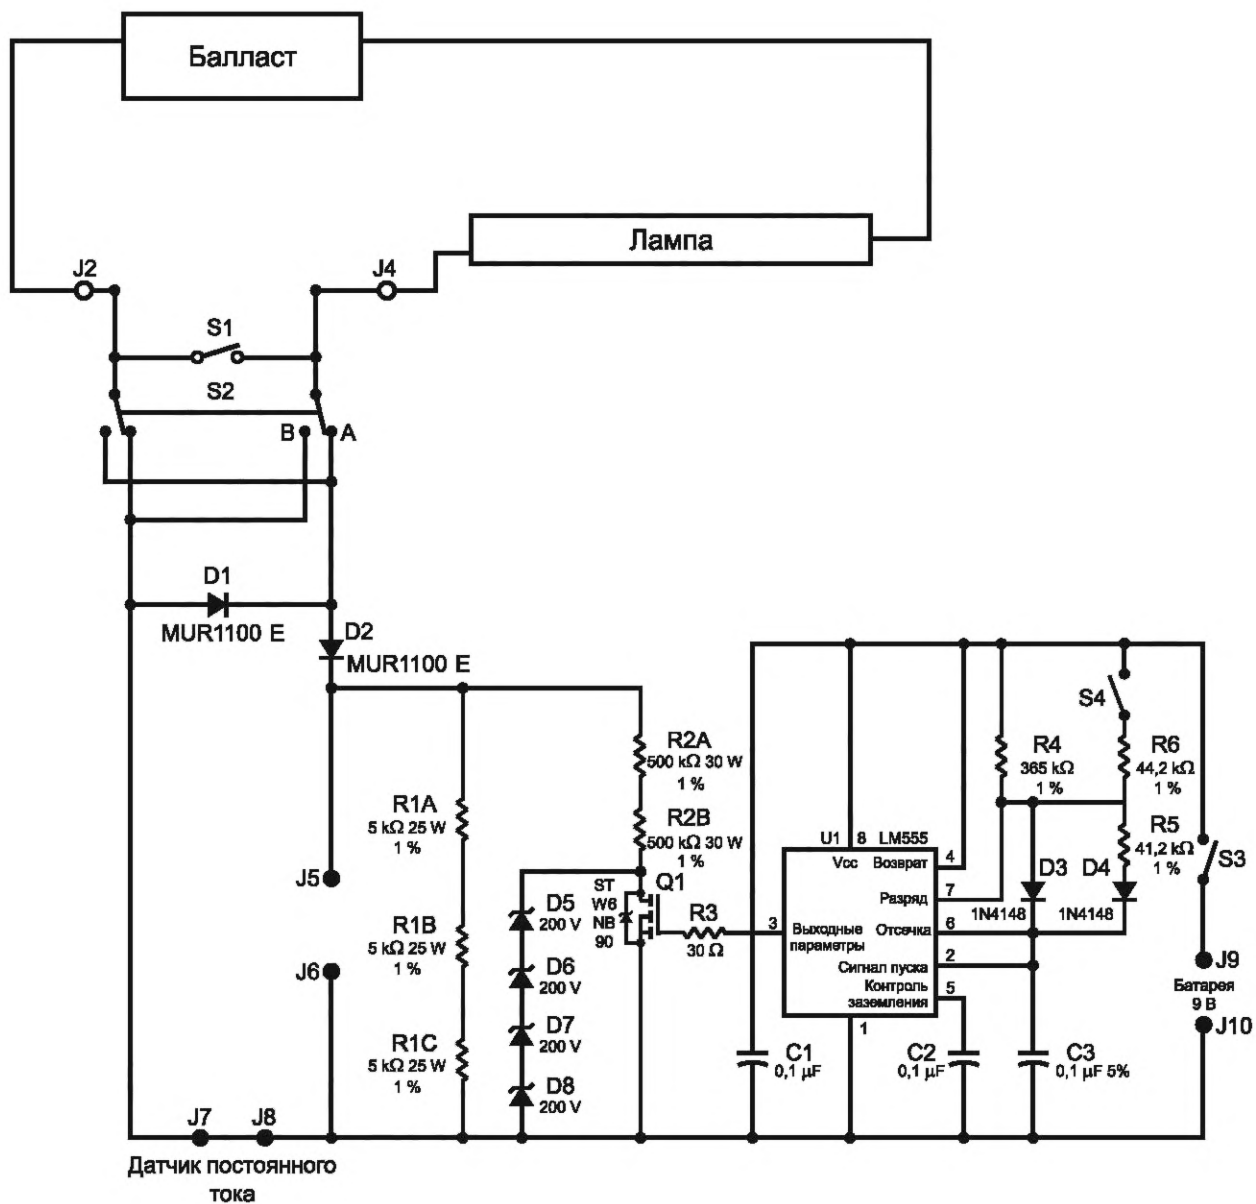 Балласт
Лампа
J2
J4
S1
S2
B
A
D1
MUR1100 E
D2
MUR1100 E
S4
R2A
500 kΩ 30 W
1 %
R4
365 kΩ
1 %
R6
44,2 kΩ
1 %
R1A
5 kΩ 25 W
1 %
R2B
500 kΩ 30 W
1 %
U1
8
LM555
R5
41,2 kΩ
1 %
S3
J5
ST
W6
NB
90
Q1
Vcc
Возврат
4
D3
D4
D5
200 V
R3
30 Ω
Разряд
7
1N4148
1N4148
3
Выходные
параметры
Отсечка
6
R1B
5 kΩ 25 W
1 %
J6
D6
200 V
Сигнал пуска
2
J9
Контроль
заземления
5
Батарея
9 В
D7
200 V
1
J10
R1C
5 kΩ 25 W
1 %
C1
0,1 µF
C2
0,1 µF
C3
0,1 µF 5%
D8
200 V
J7
J8
Датчик постоянного
тока